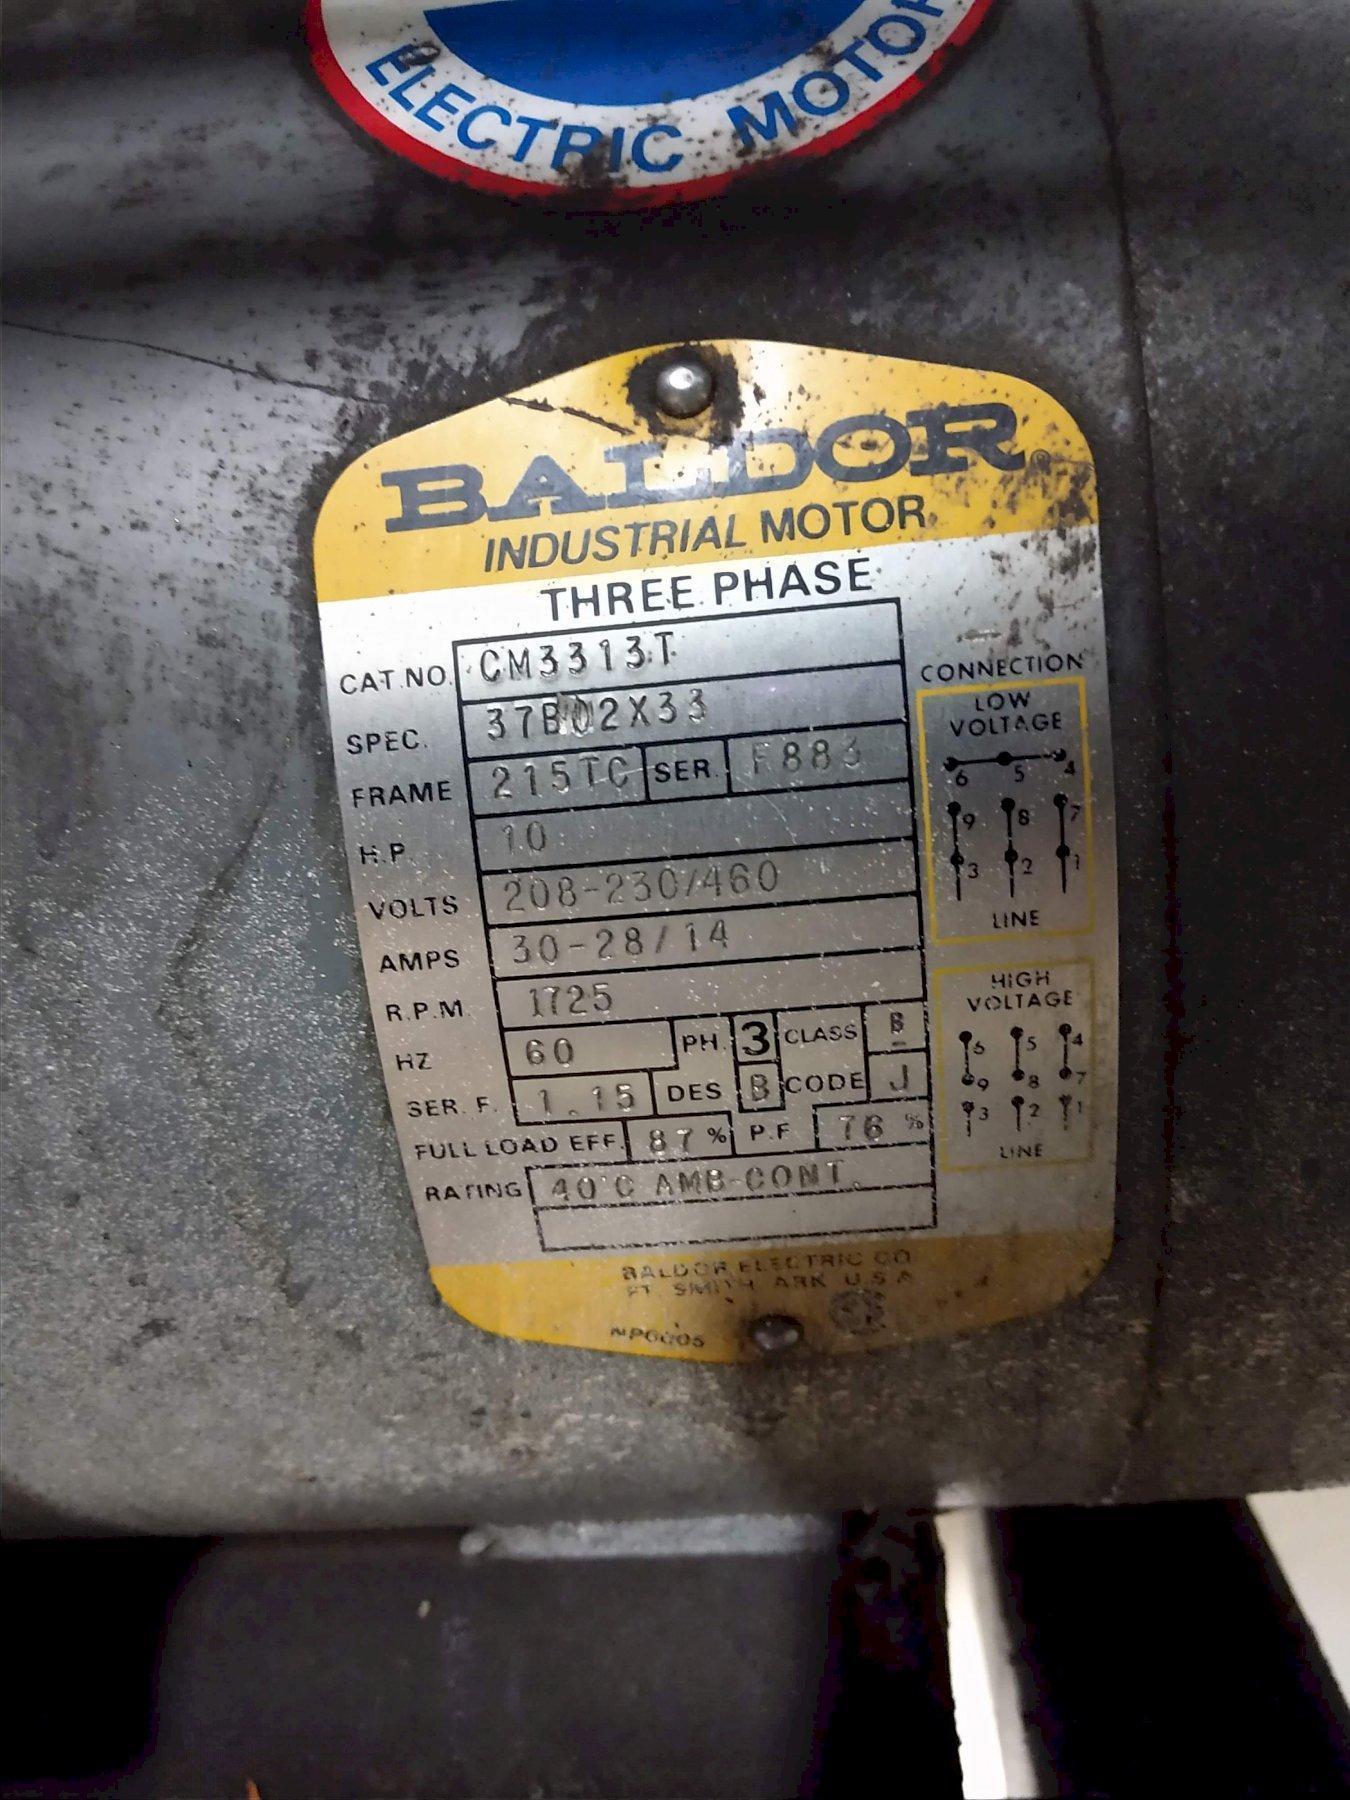 ELECTRIC MOTOR
BALDOR®
INDUSTRIAL MOTOR
THREE PHASE
CAT.NO. CM3313T
SPEC. 37B02X33
FRAME 215TC SER. F883
H.P. 10
VOLTS 208-230/460
AMPS 30-28/14
R.P.M. 1725
HZ 60 PH. 3 CLASS B
SER. F. 1.15 DES B CODE J
FULL LOAD EFF. 87 % P.F. 76 %
RATING 40°C AMB-CONT.
CONNECTION
LOW
VOLTAGE
6 5 4
9 8 7
3 2 1
LINE
HIGH
VOLTAGE
6 5 4
9 8 7
3 2 1
LINE
BALDOR ELECTRIC CO
FT. SMITH ARK U.S.A
NP0005